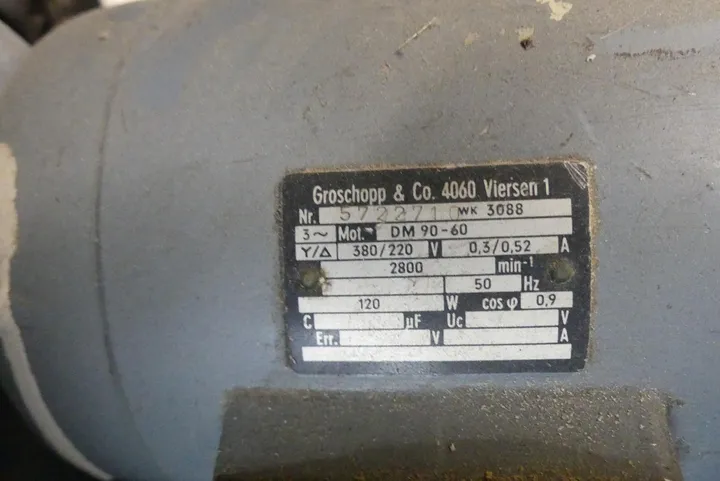 Groschopp & Co. 4060 Viersen 1
Nr. 5722710 WK 3088
3~ Mot. DM 90-60
Y/Δ 380/220 V 0,3/0,52 A
2800 min⁻¹
50 Hz
120 W cos φ 0,9
C µF Uc V
Err. V A